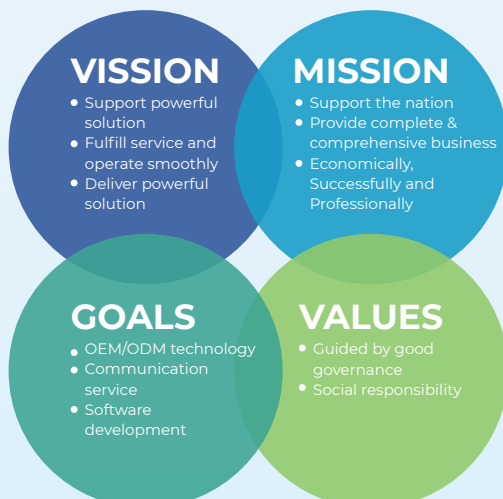 VISSION
• Support powerful
solution
• Fulfill service and
operate smoothly
• Deliver powerful
solution
MISSION
• Support the nation
• Provide complete &
comprehensive business
• Economically,
Successfully and
Professionally
GOALS
• OEM/ODM technology
• Communication
service
• Software
development
VALUES
• Guided by good
governance
• Social responsibility